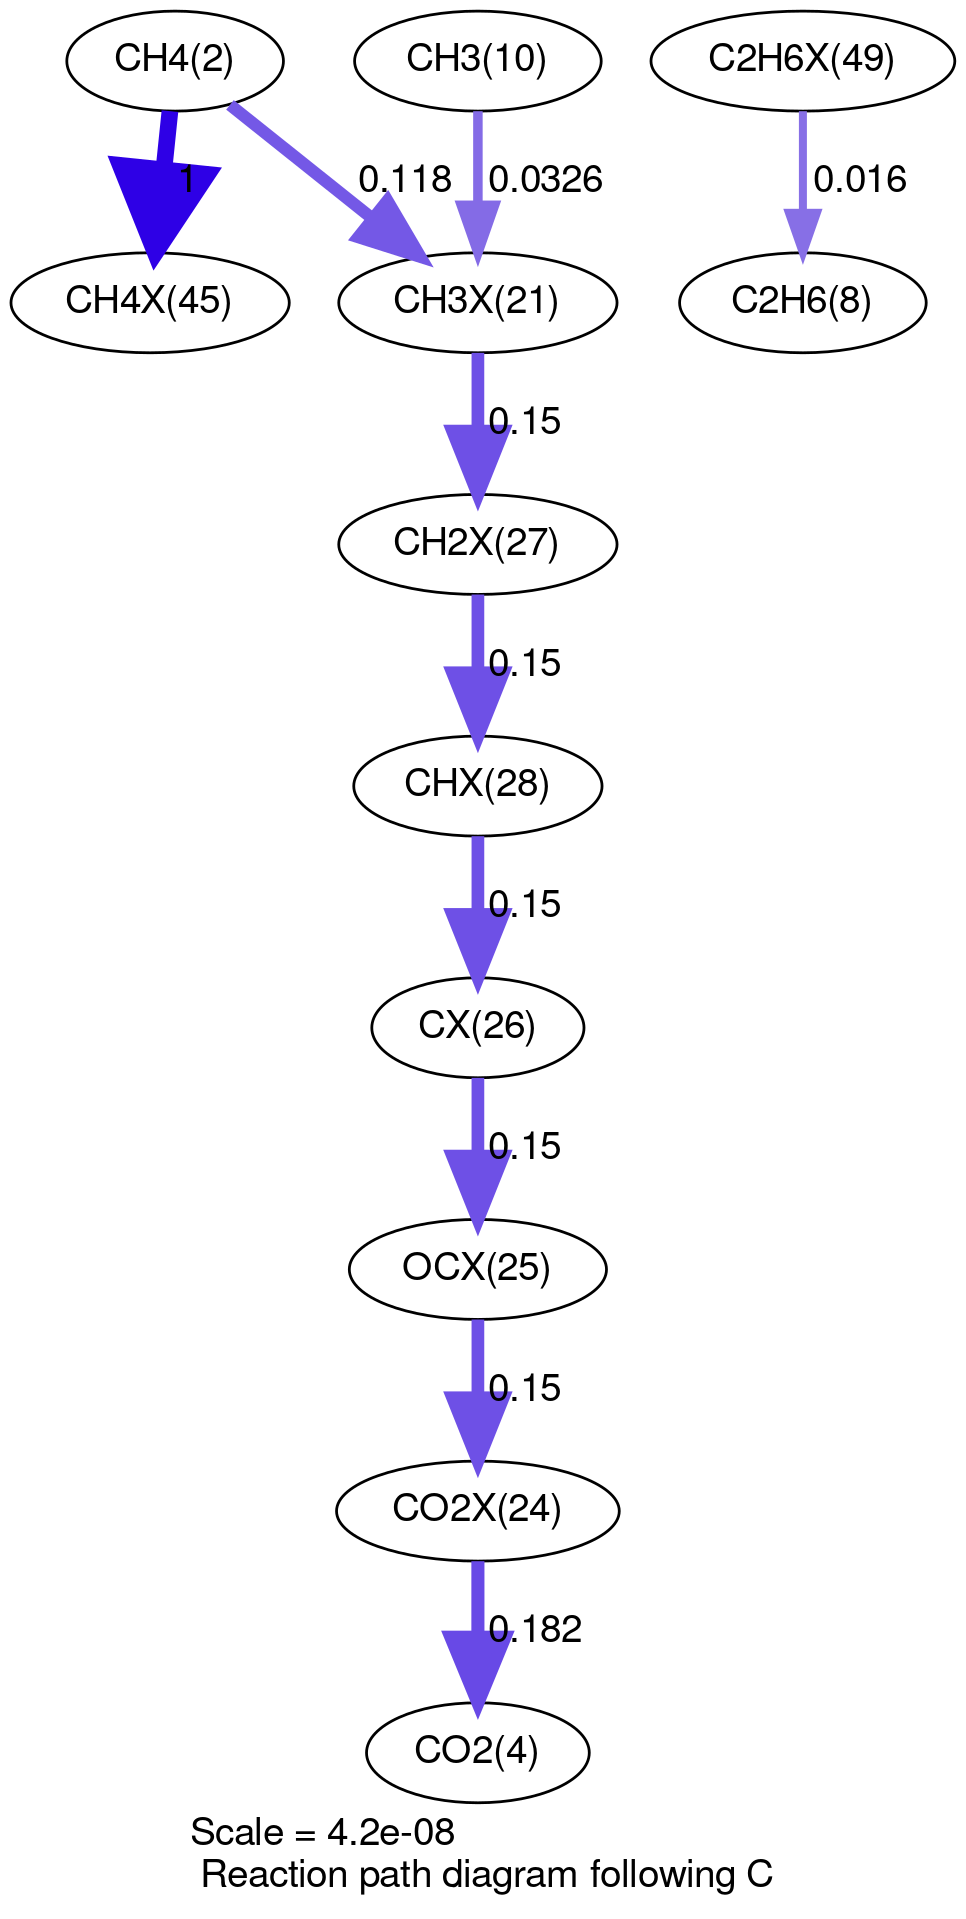 CH4(2)
CH3(10)
C2H6X(49)
1
0.118
0.0326
0.016
CH4X(45)
CH3X(21)
C2H6(8)
0.15
CH2X(27)
0.15
CHX(28)
0.15
CX(26)
0.15
OCX(25)
0.15
CO2X(24)
0.182
CO2(4)
Scale = 4.2e-08
Reaction path diagram following C